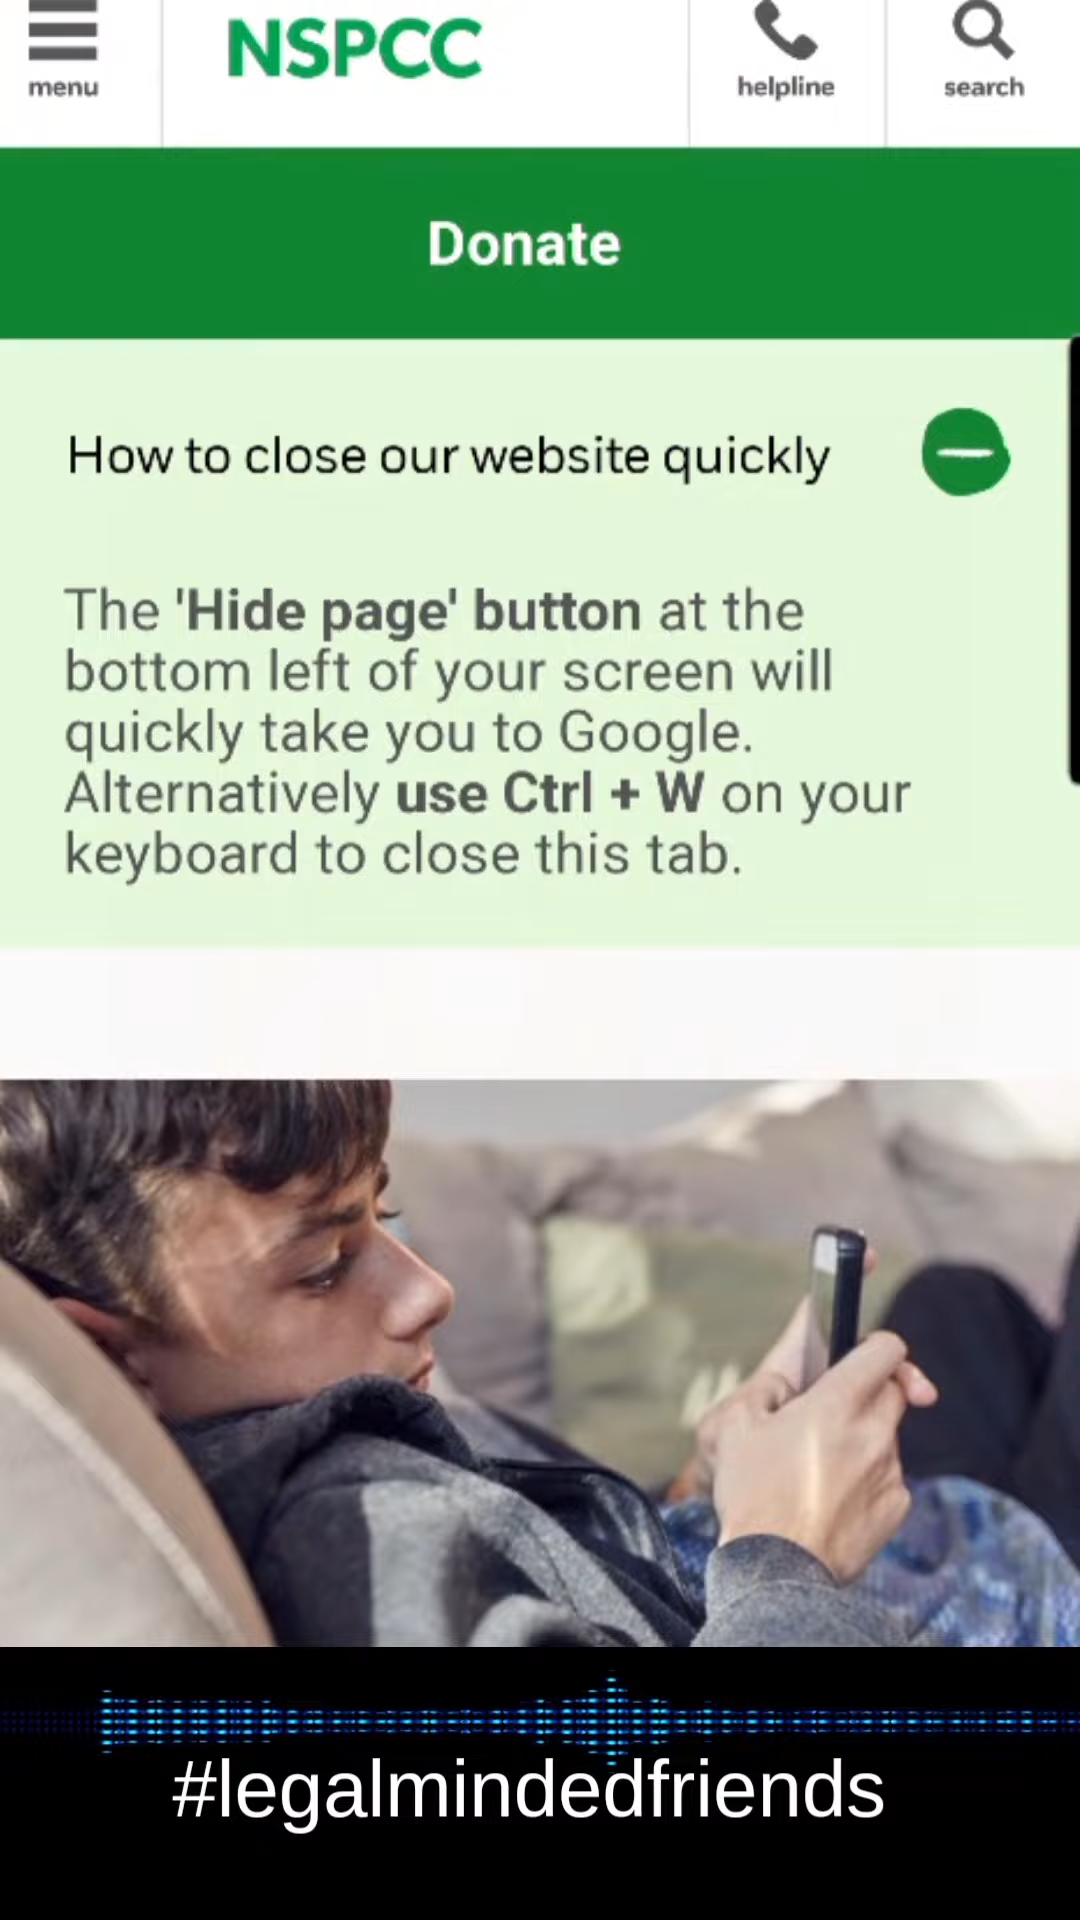 menu
NSPCC
helpline
search
Donate
How to close our website quickly
The 'Hide page' button at the
bottom left of your screen will
quickly take you to Google.
Alternatively use Ctrl + W on your
keyboard to close this tab.
#legalmindedfriends